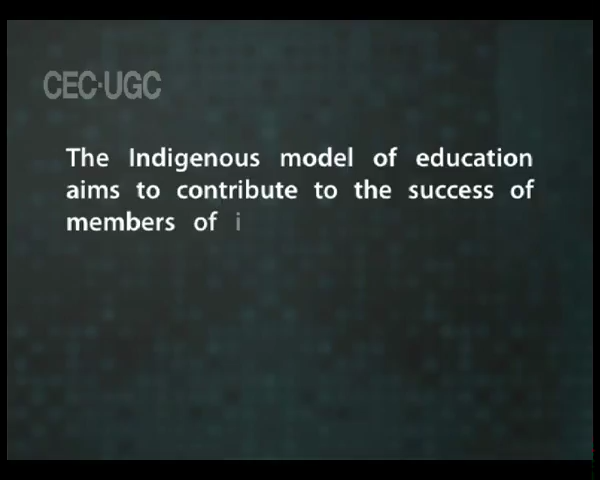 CEC-UGC
The Indigenous model of education
aims to contribute to the success of
members of i